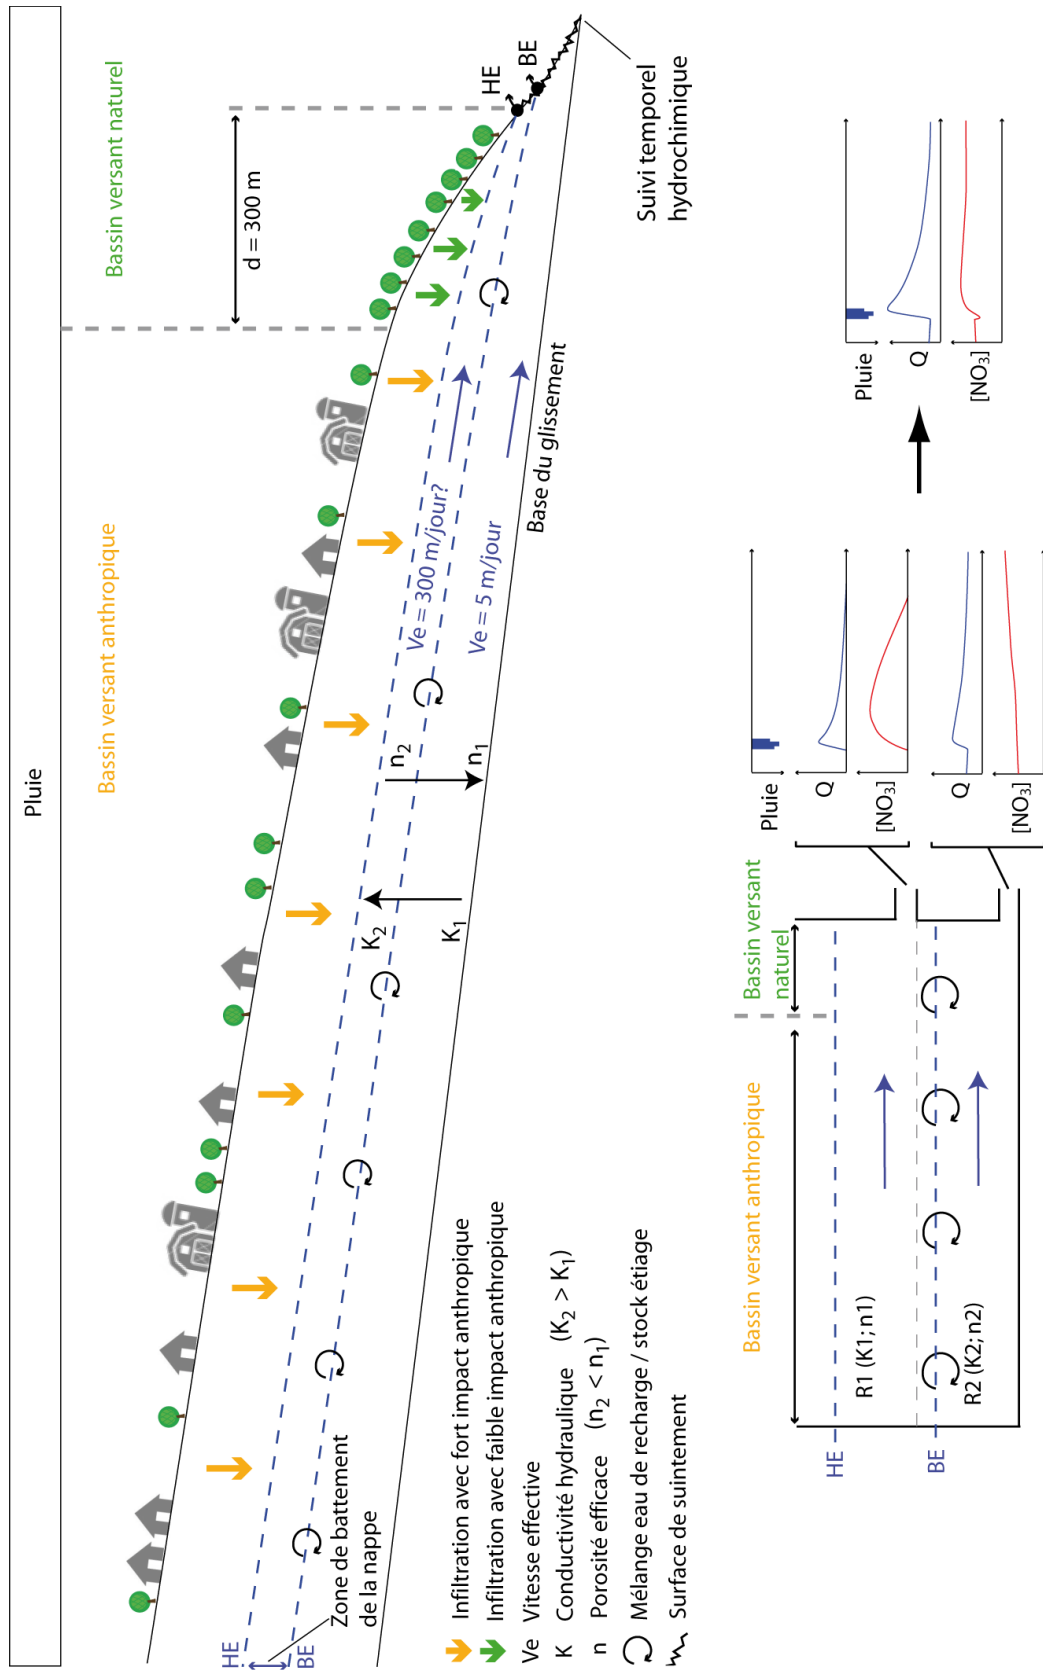 Pluie
Bassin versant anthropique
Bassin versant naturel
d = 300 m
HE
BE
Suivi temporel
hydrochimique
Ve = 300 m/jour?
Ve = 5 m/jour
Base du glissement
n2
n1
K2
K1
HE
BE
Zone de battement
de la nappe
Infiltration avec fort impact anthropique
Infiltration avec faible impact anthropique
Ve Vitesse effective
K Conductivité hydraulique (K2 > K1)
n Porosité efficace (n2 < n1)
Mélange eau de recharge / stock étiage
Surface de suintement
Bassin versant anthropique
Bassin versant
naturel
HE
BE
R1 (K1; n1)
R2 (K2; n2)
Pluie
Q
[NO3]
Q
[NO3]
Pluie
Q
[NO3]